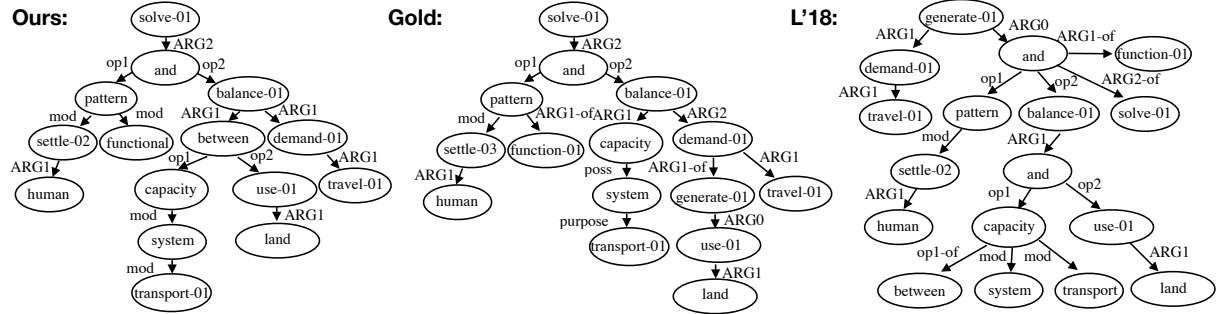 Ours:
solve-01
ARG2
and
op1
op2
pattern
balance-01
mod
mod
ARG1
ARG1
settle-02
functional
between
demand-01
ARG1
op1
op2
ARG1
human
capacity
use-01
travel-01
mod
ARG1
system
land
mod
transport-01
Gold:
solve-01
ARG2
and
op1
op2
pattern
balance-01
mod
ARG1-of
ARG1
ARG2
settle-03
function-01
capacity
demand-01
ARG1
poss
ARG1-of
ARG1
human
system
generate-01
travel-01
purpose
ARG0
transport-01
use-01
ARG1
land
L'18:
generate-01
ARG1
ARG0
ARG1-of
demand-01
and
function-01
ARG1
op1
op2
ARG2-of
travel-01
pattern
balance-01
solve-01
mod
ARG1
settle-02
and
ARG1
op1
op2
human
capacity
use-01
op1-of
mod
mod
ARG1
between
system
transport
land